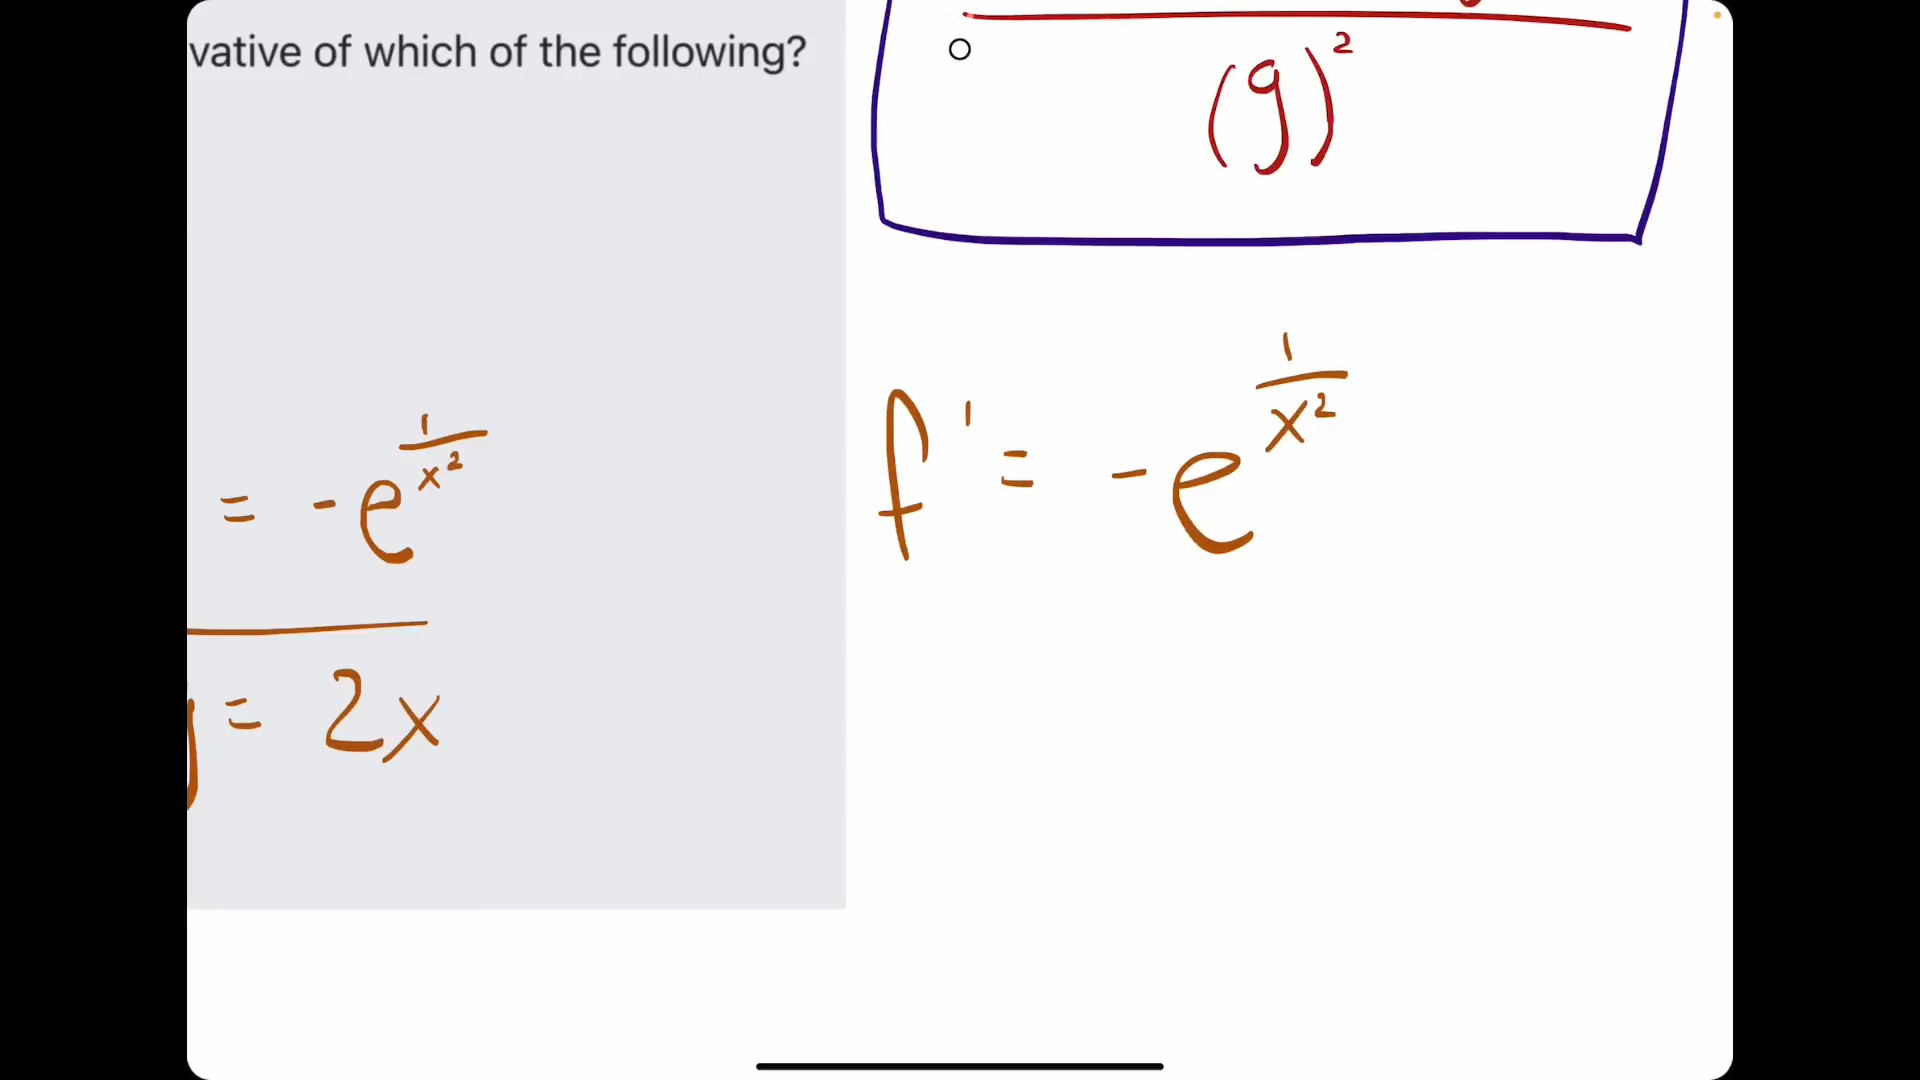 vative of which of the following?
(g)²
= -e^(1/x²)
= 2x
f' = -e^(1/x²)